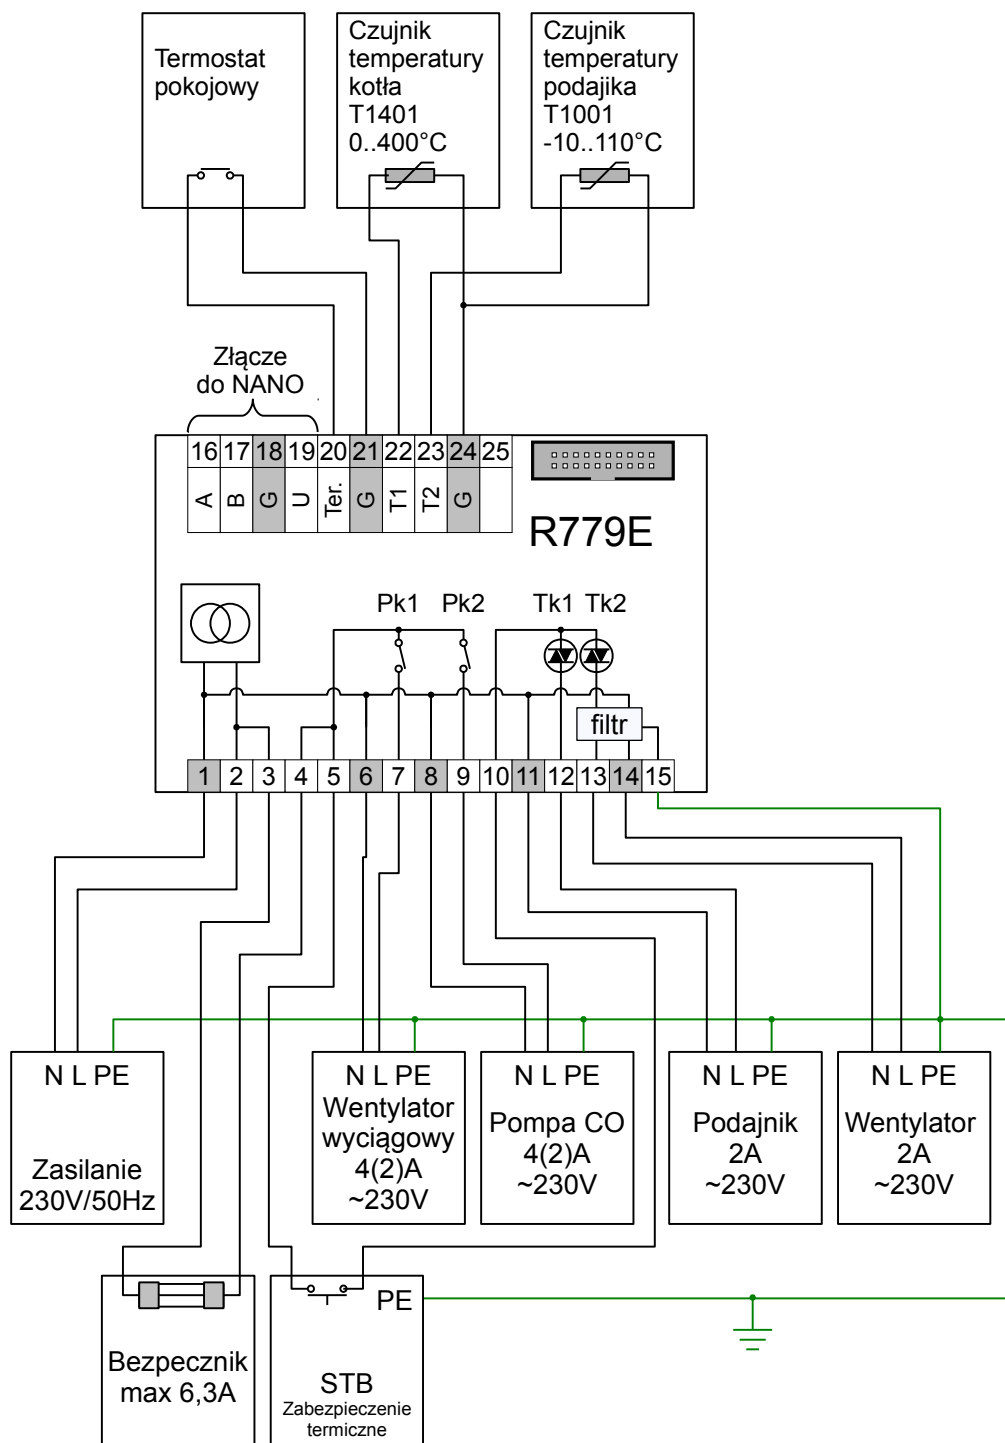 Termostat
pokojowy
Czujnik
temperatury
kotła
T1401
0..400°C
Czujnik
temperatury
podajika
T1001
-10..110°C
Złącze
do NANO
16 17 18 19 20 21 22 23 24 25
A B G U Ter. G T1 T2 G
R779E
Pk1 Pk2 Tk1 Tk2
filtr
1 2 3 4 5 6 7 8 9 10 11 12 13 14 15
N L PE
Zasilanie
230V/50Hz
N L PE
Wentylator
wyciągowy
4(2)A
~230V
N L PE
Pompa CO
4(2)A
~230V
N L PE
Podajnik
2A
~230V
N L PE
Wentylator
2A
~230V
Bezpecznik
max 6,3A
PE
STB
Zabezpieczenie
termiczne